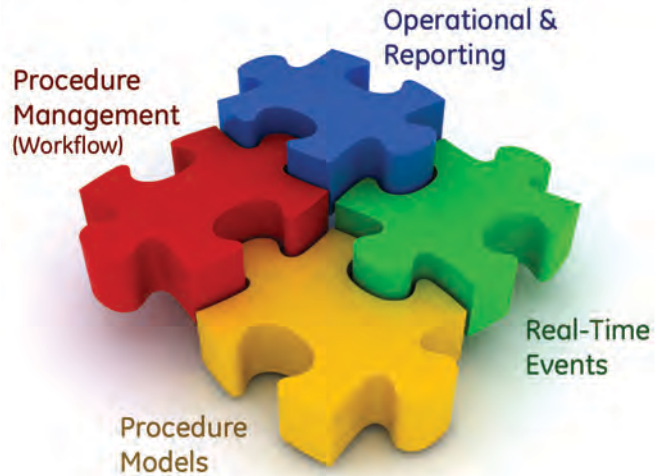 Operational &
Reporting
Procedure
Management
(Workflow)
Real-Time
Events
Procedure
Models